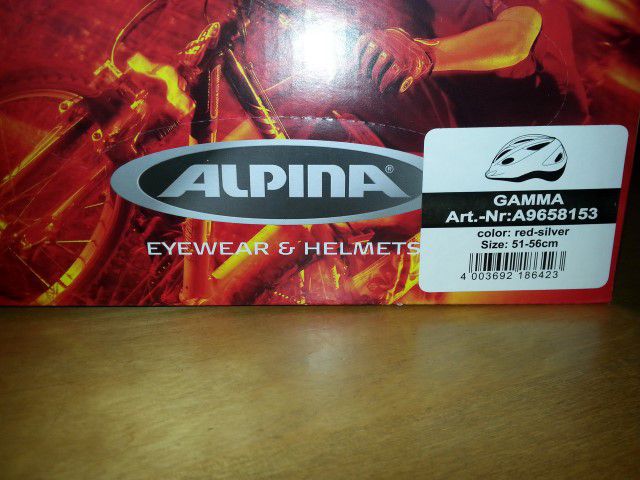 ALPINA®
EYEWEAR & HELMETS
GAMMA
Art.-Nr:A9658153
color: red-silver
Size: 51-56cm
4 003692 186423